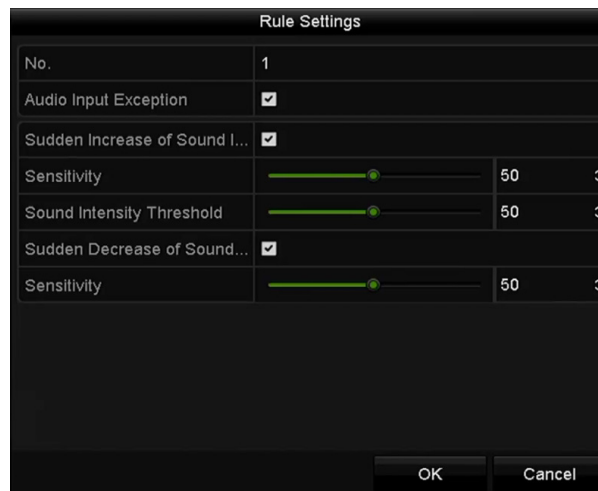 Rule Settings
No. 1
Audio Input Exception
Sudden Increase of Sound I...
Sensitivity 50
Sound Intensity Threshold 50
Sudden Decrease of Sound...
Sensitivity 50
OK Cancel